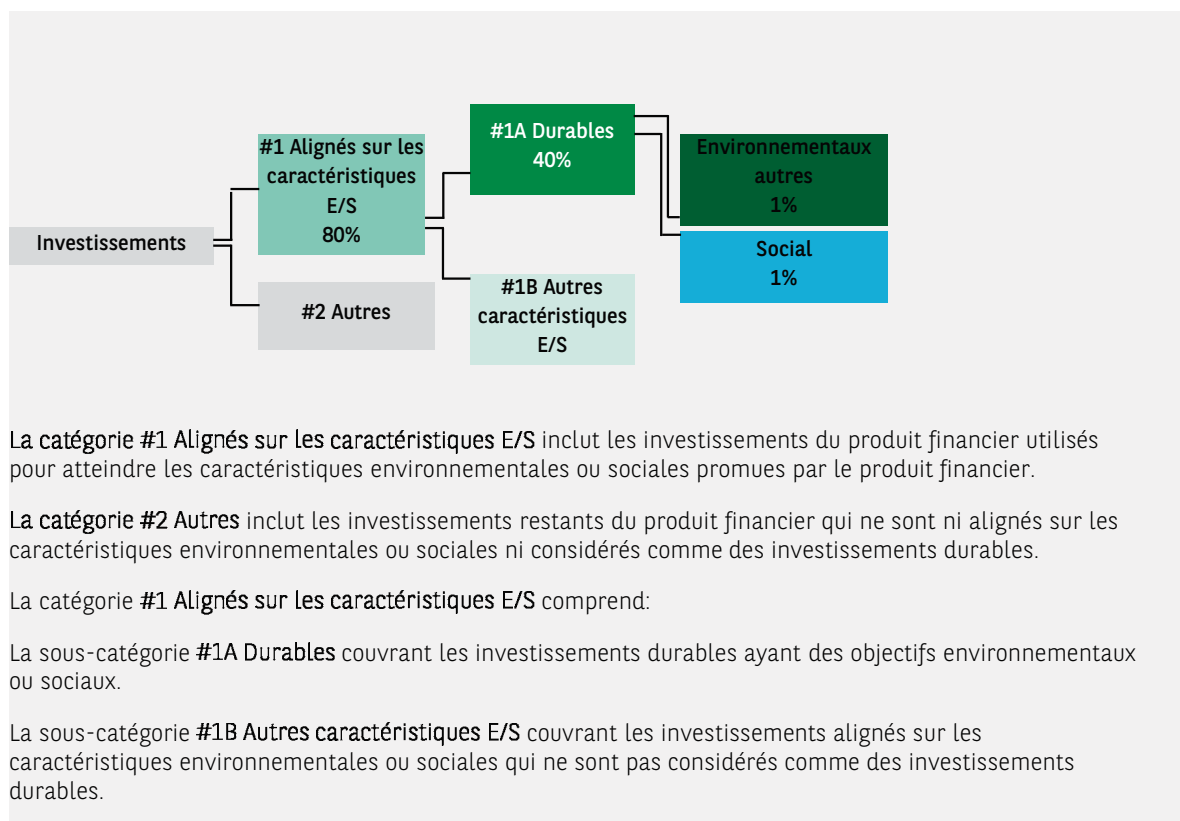 Investissements
#1 Alignés sur les
caractéristiques
E/S
80%
#2 Autres
#1A Durables
40%
#1B Autres
caractéristiques
E/S
Environnementaux
autres
1%
Social
1%
La catégorie #1 Alignés sur les caractéristiques E/S inclut les investissements du produit financier utilisés
pour atteindre les caractéristiques environnementales ou sociales promues par le produit financier.
La catégorie #2 Autres inclut les investissements restants du produit financier qui ne sont ni alignés sur les
caractéristiques environnementales ou sociales ni considérés comme des investissements durables.
La catégorie #1 Alignés sur les caractéristiques E/S comprend:
La sous-catégorie #1A Durables couvrant les investissements durables ayant des objectifs environnementaux
ou sociaux.
La sous-catégorie #1B Autres caractéristiques E/S couvrant les investissements alignés sur les
caractéristiques environnementales ou sociales qui ne sont pas considérés comme des investissements
durables.